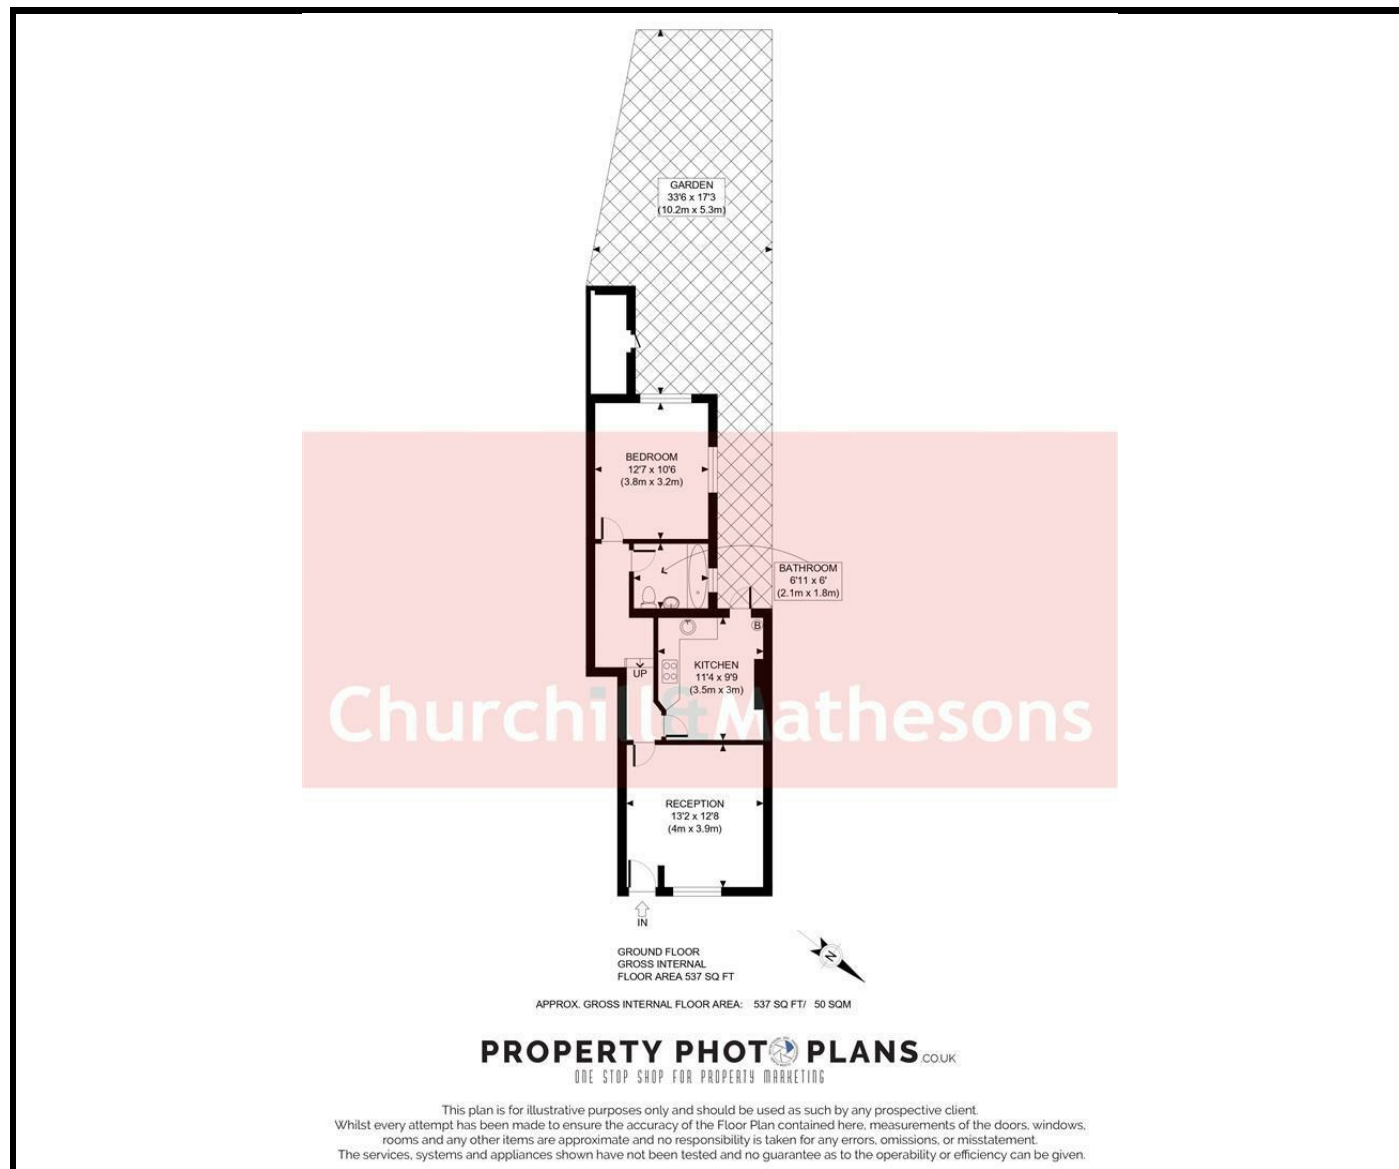 GARDEN
33'6 x 17'3
(10.2m x 5.3m)
BEDROOM
12'7 x 10'6
(3.8m x 3.2m)
BATHROOM
6'11 x 6'
(2.1m x 1.8m)
B
KITCHEN
11'4 x 9'9
(3.5m x 3m)
UP
Churchill & Mathesons
RECEPTION
13'2 x 12'8
(4m x 3.9m)
IN
N
GROUND FLOOR
GROSS INTERNAL
FLOOR AREA 537 SQ FT
APPROX. GROSS INTERNAL FLOOR AREA: 537 SQ FT/ 50 SQM
PROPERTY PHOTO PLANS.CO.UK
ONE STOP SHOP FOR PROPERTY MARKETING
This plan is for illustrative purposes only and should be used as such by any prospective client.
Whilst every attempt has been made to ensure the accuracy of the Floor Plan contained here, measurements of the doors, windows,
rooms and any other items are approximate and no responsibility is taken for any errors, omissions, or misstatement.
The services, systems and appliances shown have not been tested and no guarantee as to the operability or efficiency can be given.